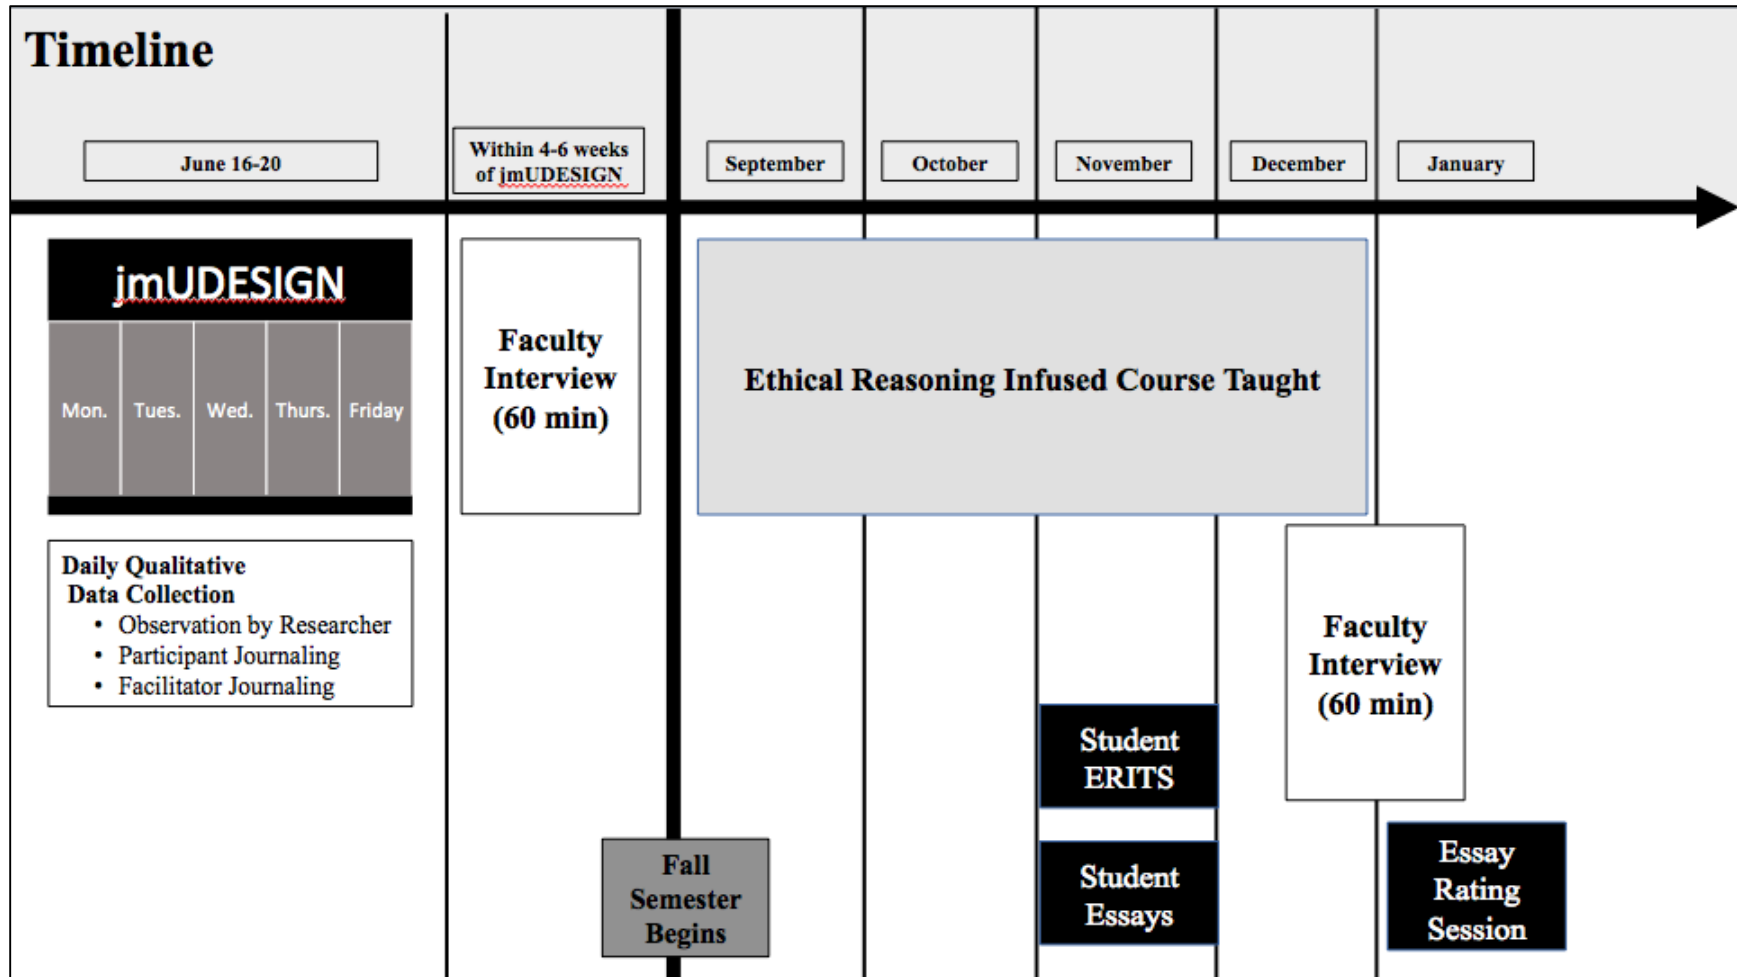 Timeline
June 16-20
Within 4-6 weeks
of jmUDESIGN
September
October
November
December
January
jmUDESIGN
Mon.
Tues.
Wed.
Thurs.
Friday
Faculty
Interview
(60 min)
Ethical Reasoning Infused Course Taught
Daily Qualitative
Data Collection
• Observation by Researcher
• Participant Journaling
• Facilitator Journaling
Faculty
Interview
(60 min)
Student
ERITS
Fall
Semester
Begins
Student
Essays
Essay
Rating
Session